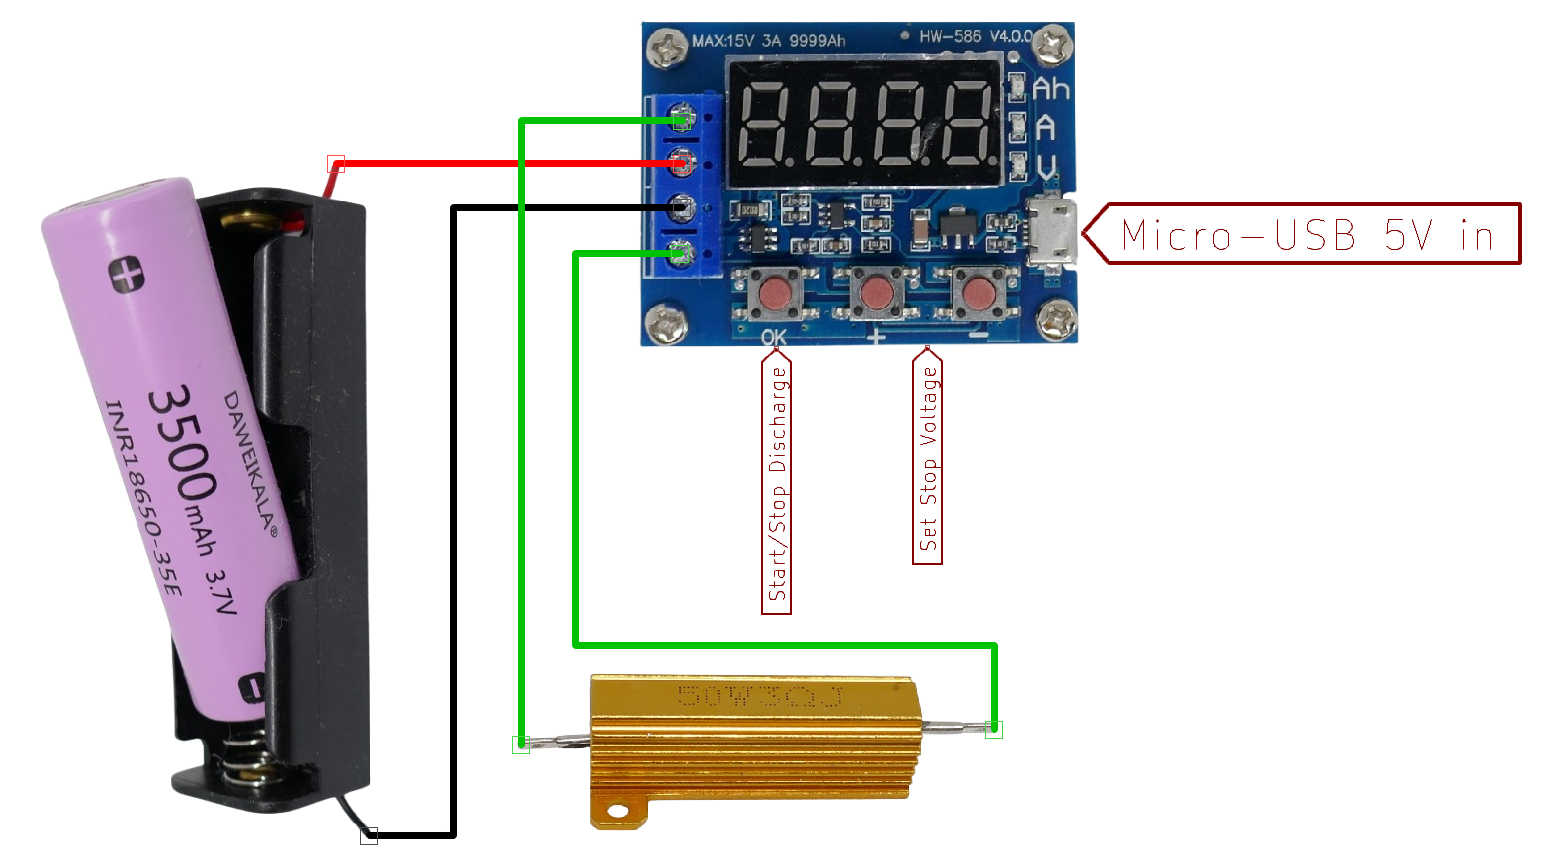 MAX:15V 3A 9999Ah
HW-586 V4.0.0
Ah
A
V
OK
+
−
Micro-USB 5V in
Start/Stop Discharge
Set Stop Voltage
+
DAWEIKALA®
3500mAh 3.7V
INR18650-35E
−
50W3ΩJ